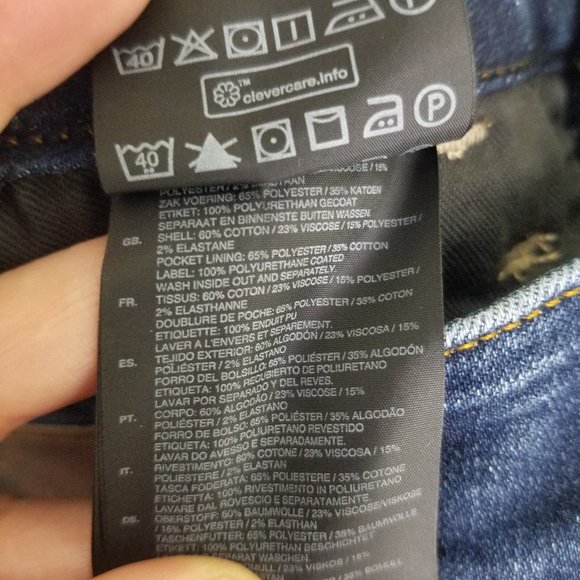 40
TM
clevercare.info
40
P
P
VISCOSE / 15%
POLYESTER / 2%
ZAK VOERING: 65% POLYESTER / 35% KATOEN
ETIKET: 100% POLYURETHAAN GECOAT
SEPARAAT EN BINNENSTE BUITEN WASSEN.
GB. SHELL: 60% COTTON / 23% VISCOSE / 15% POLYESTER /
2% ELASTANE
POCKET LINING: 65% POLYESTER / 35% COTTON
LABEL: 100% POLYURETHANE COATED
WASH INSIDE OUT AND SEPARATELY.
FR. TISSUS: 60% COTON / 23% VISCOSE / 15% POLYESTER /
2% ELASTHANNE
DOUBLURE DE POCHE: 65% POLYESTER / 35% COTON
ETIQUETTE: 100% ENDUIT PU
LAVER A L'ENVERS ET SEPAREMENT.
ES. TEJIDO EXTERIOR: 60% ALGODÓN / 23% VISCOSA / 15%
POLIÉSTER / 2% ELASTANO
FORRO DEL BOLSILLO: 65% POLIÉSTER / 35% ALGODÓN
ETIQUETA: 100% RECUBIERTO DE POLIURETANO
LAVAR POR SEPARADO Y DEL REVES.
PT. CORPO: 60% ALGODÃO / 23% VISCOSE / 15%
POLIÉSTER / 2% ELASTANO
FORRO DE BOLSO: 65% POLIÉSTER / 35% ALGODÃO
ETIQUETA: 100% POLIURETANO REVESTIDO
LAVAR DO AVESSO E SEPARADAMENTE.
IT. RIVESTIMENTO: 60% COTONE / 23% VISCOSA / 15%
POLIESTERE / 2% ELASTAN
TASCA FODERATA: 65% POLIESTERE / 35% COTONE
ETICHETTA: 100% RIVESTIMENTO IN POLIURETANO
LAVARE DAL ROVESCIO E SEPARATAMENTE.
DE. OBERSTOFF: 60% BAUMWOLLE / 23% VISKOSE/VISKOSE
/ 15% POLYESTER / 2% ELASTHAN
TASCHENFUTTER: 65% POLYESTER / 35% BAUMWOLLE
ETIKETT: 100% POLYURETHAN BESCHICHTET
SEPARAT WASCHEN.
/ 23% VISKOS / 15%